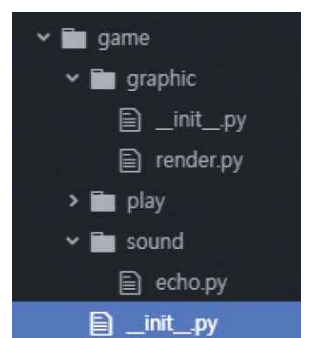 game
graphic
__init__.py
render.py
play
sound
echo.py
__init__.py